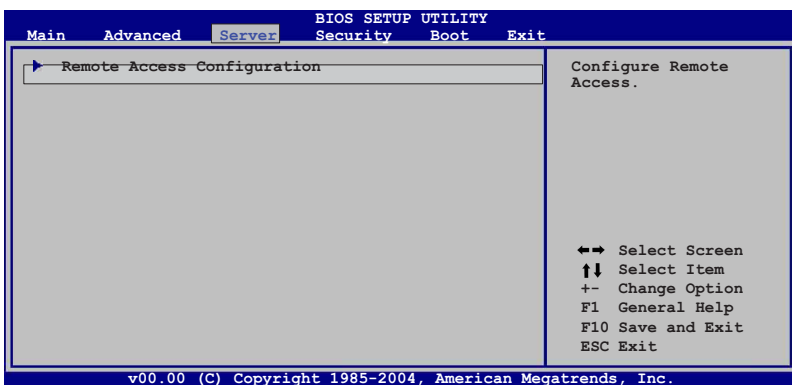 BIOS SETUP UTILITY
Main Advanced Server Security Boot Exit
Remote Access Configuration
Configure Remote
Access.
Select Screen
Select Item
+- Change Option
F1 General Help
F10 Save and Exit
ESC Exit
v00.00 (C) Copyright 1985-2004, American Megatrends, Inc.